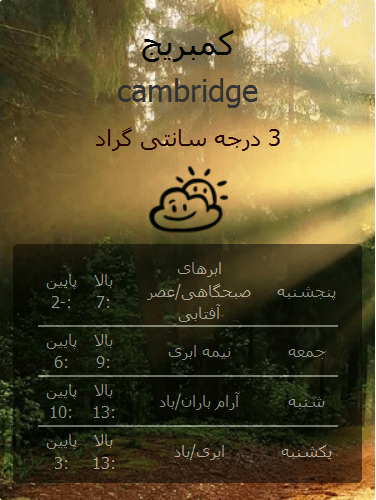 کمبریج
cambridge
3 درجه سانتی گراد
پنجشنبه
ابرهای
صبحگاهی/عصر
آفتابی
بالا
:7
پایین
:-2
جمعه
نیمه ابری
بالا
:9
پایین
:6
شنبه
آرام باران/باد
بالا
:13
پایین
:10
یکشنبه
ابری/باد
بالا
:13
پایین
:3